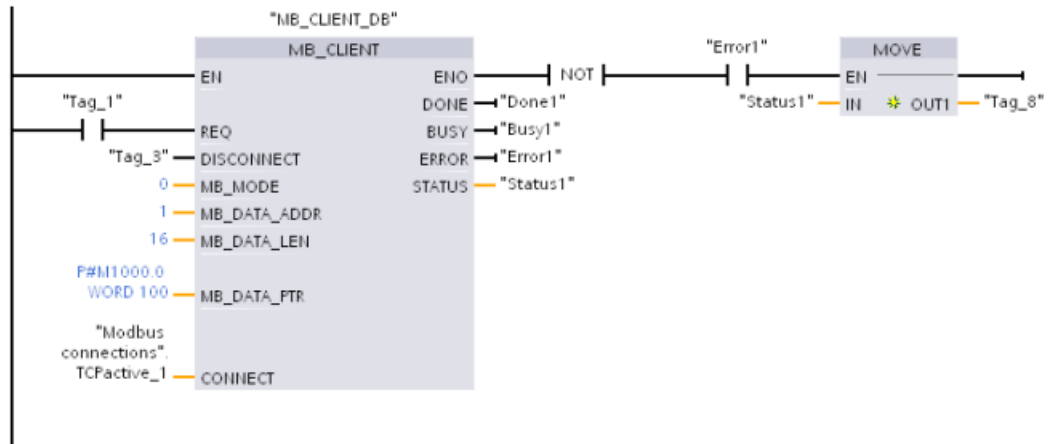 "MB_CLIENT_DB"
MB_CLIENT
"Error1"
MOVE
EN
ENO
NOT
EN
"Tag_1"
DONE
"Done1"
"Status1"
IN
OUT1
"Tag_8"
REQ
BUSY
"Busy1"
"Tag_3"
DISCONNECT
ERROR
"Error1"
0
MB_MODE
STATUS
"Status1"
1
MB_DATA_ADDR
16
MB_DATA_LEN
P#M1000.0
WORD 100
MB_DATA_PTR
"Modbus
connections".
TCPactive_1
CONNECT